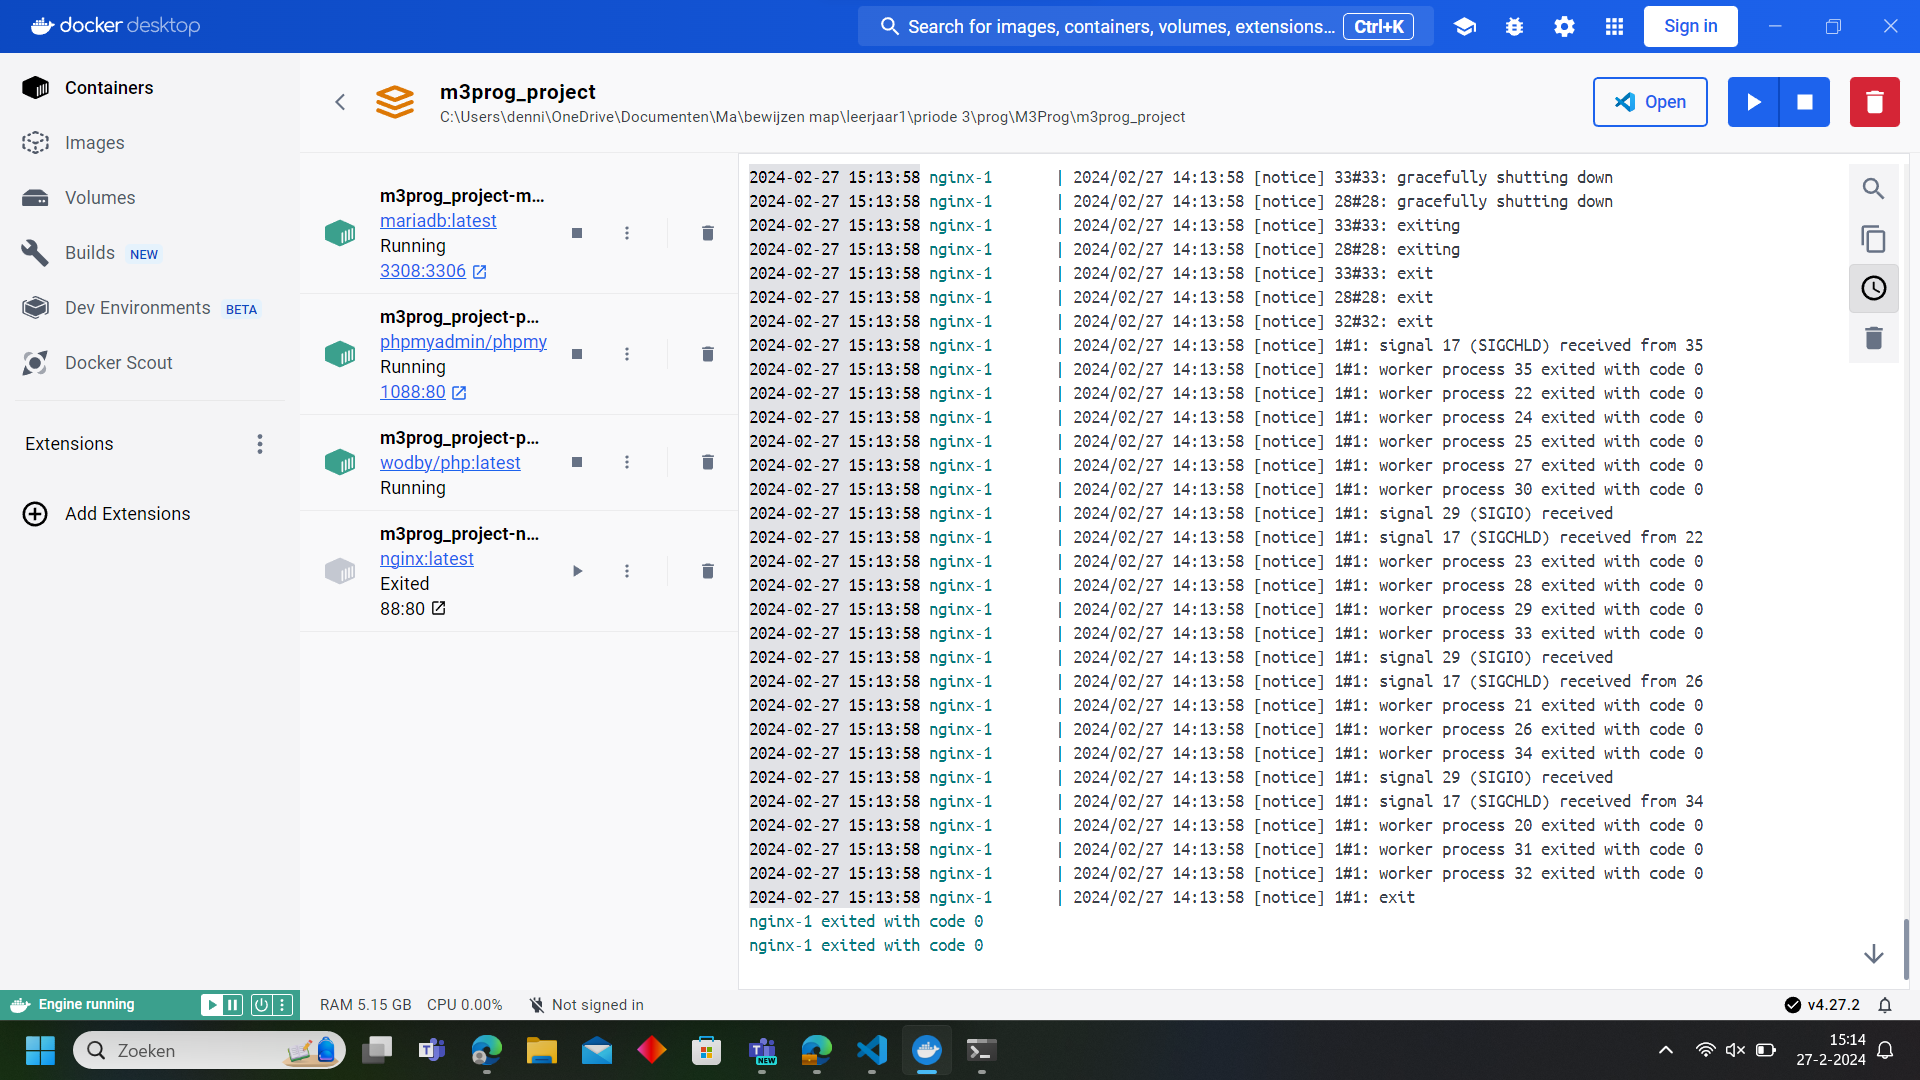 docker desktop
Search for images, containers, volumes, extensions... Ctrl+K
Sign in
Containers
Images
Volumes
Builds NEW
Dev Environments BETA
Docker Scout
Extensions
Add Extensions
m3prog_project
C:\Users\denni\OneDrive\Documenten\Ma\bewijzen map\leerjaar1\priode 3\prog\M3Prog\m3prog_project
Open
m3prog_project-m...
mariadb:latest
Running
3308:3306
m3prog_project-p...
phpmyadmin/phpmy
Running
1088:80
m3prog_project-p...
wodby/php:latest
Running
m3prog_project-n...
nginx:latest
Exited
88:80
2024-02-27 15:13:58 nginx-1 | 2024/02/27 14:13:58 [notice] 33#33: gracefully shutting down
2024-02-27 15:13:58 nginx-1 | 2024/02/27 14:13:58 [notice] 28#28: gracefully shutting down
2024-02-27 15:13:58 nginx-1 | 2024/02/27 14:13:58 [notice] 33#33: exiting
2024-02-27 15:13:58 nginx-1 | 2024/02/27 14:13:58 [notice] 28#28: exiting
2024-02-27 15:13:58 nginx-1 | 2024/02/27 14:13:58 [notice] 33#33: exit
2024-02-27 15:13:58 nginx-1 | 2024/02/27 14:13:58 [notice] 28#28: exit
2024-02-27 15:13:58 nginx-1 | 2024/02/27 14:13:58 [notice] 32#32: exit
2024-02-27 15:13:58 nginx-1 | 2024/02/27 14:13:58 [notice] 1#1: signal 17 (SIGCHLD) received from 35
2024-02-27 15:13:58 nginx-1 | 2024/02/27 14:13:58 [notice] 1#1: worker process 35 exited with code 0
2024-02-27 15:13:58 nginx-1 | 2024/02/27 14:13:58 [notice] 1#1: worker process 22 exited with code 0
2024-02-27 15:13:58 nginx-1 | 2024/02/27 14:13:58 [notice] 1#1: worker process 24 exited with code 0
2024-02-27 15:13:58 nginx-1 | 2024/02/27 14:13:58 [notice] 1#1: worker process 25 exited with code 0
2024-02-27 15:13:58 nginx-1 | 2024/02/27 14:13:58 [notice] 1#1: worker process 27 exited with code 0
2024-02-27 15:13:58 nginx-1 | 2024/02/27 14:13:58 [notice] 1#1: worker process 30 exited with code 0
2024-02-27 15:13:58 nginx-1 | 2024/02/27 14:13:58 [notice] 1#1: signal 29 (SIGIO) received
2024-02-27 15:13:58 nginx-1 | 2024/02/27 14:13:58 [notice] 1#1: signal 17 (SIGCHLD) received from 22
2024-02-27 15:13:58 nginx-1 | 2024/02/27 14:13:58 [notice] 1#1: worker process 23 exited with code 0
2024-02-27 15:13:58 nginx-1 | 2024/02/27 14:13:58 [notice] 1#1: worker process 28 exited with code 0
2024-02-27 15:13:58 nginx-1 | 2024/02/27 14:13:58 [notice] 1#1: worker process 29 exited with code 0
2024-02-27 15:13:58 nginx-1 | 2024/02/27 14:13:58 [notice] 1#1: worker process 33 exited with code 0
2024-02-27 15:13:58 nginx-1 | 2024/02/27 14:13:58 [notice] 1#1: signal 29 (SIGIO) received
2024-02-27 15:13:58 nginx-1 | 2024/02/27 14:13:58 [notice] 1#1: signal 17 (SIGCHLD) received from 26
2024-02-27 15:13:58 nginx-1 | 2024/02/27 14:13:58 [notice] 1#1: worker process 21 exited with code 0
2024-02-27 15:13:58 nginx-1 | 2024/02/27 14:13:58 [notice] 1#1: worker process 26 exited with code 0
2024-02-27 15:13:58 nginx-1 | 2024/02/27 14:13:58 [notice] 1#1: worker process 34 exited with code 0
2024-02-27 15:13:58 nginx-1 | 2024/02/27 14:13:58 [notice] 1#1: signal 29 (SIGIO) received
2024-02-27 15:13:58 nginx-1 | 2024/02/27 14:13:58 [notice] 1#1: signal 17 (SIGCHLD) received from 34
2024-02-27 15:13:58 nginx-1 | 2024/02/27 14:13:58 [notice] 1#1: worker process 20 exited with code 0
2024-02-27 15:13:58 nginx-1 | 2024/02/27 14:13:58 [notice] 1#1: worker process 31 exited with code 0
2024-02-27 15:13:58 nginx-1 | 2024/02/27 14:13:58 [notice] 1#1: worker process 32 exited with code 0
2024-02-27 15:13:58 nginx-1 | 2024/02/27 14:13:58 [notice] 1#1: exit
nginx-1 exited with code 0
nginx-1 exited with code 0
Engine running
RAM 5.15 GB CPU 0.00% Not signed in
v4.27.2
Zoeken
NEW
15:14
27-2-2024